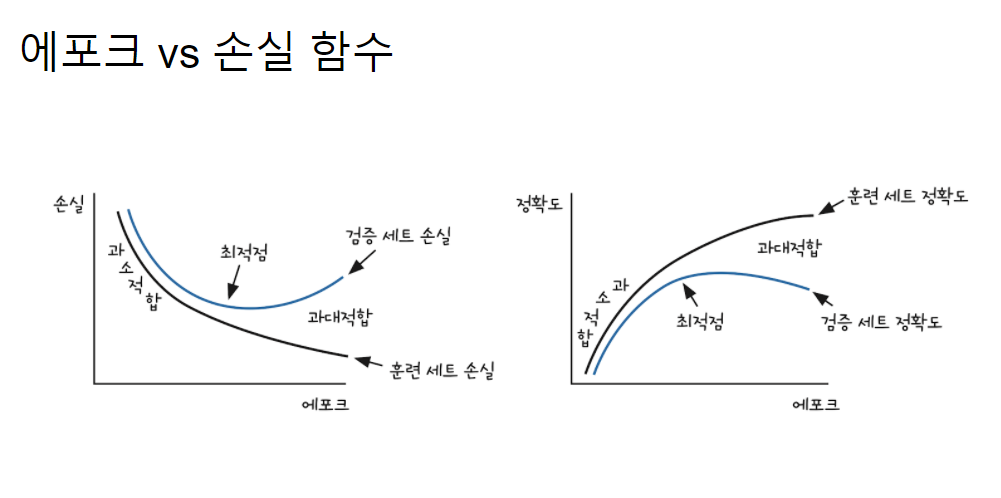 에포크 vs 손실 함수
손실
과소적합
최적점
검증 세트 손실
과대적합
훈련 세트 손실
에포크
정확도
과소적합
최적점
과대적합
훈련 세트 정확도
검증 세트 정확도
에포크